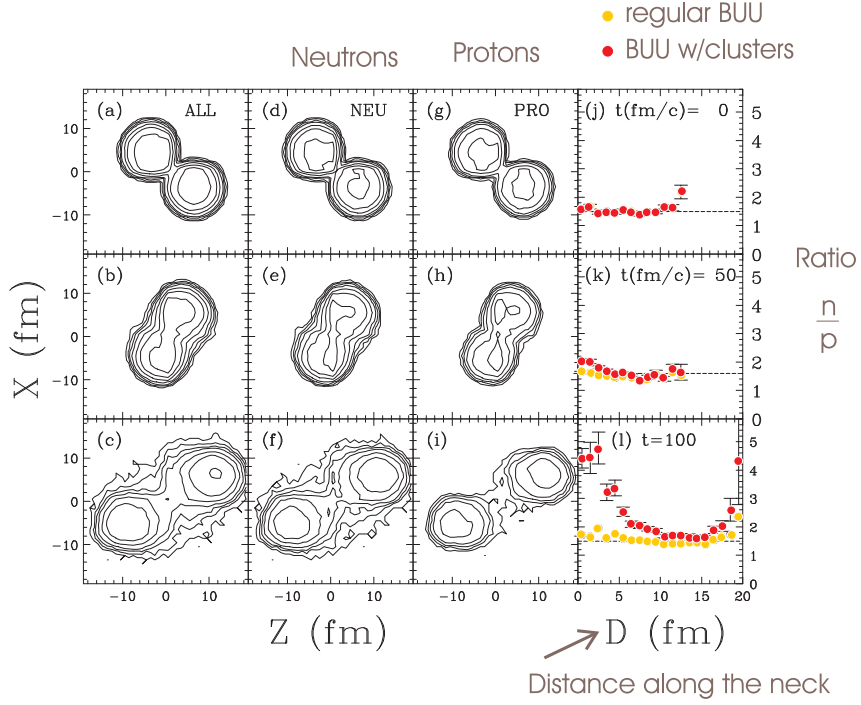 regular BUU
BUU w/clusters
Neutrons
Protons
(a) ALL
(d) NEU
(g) PRO
(j) t(fm/c)= 0
(b)
(e)
(h)
(k) t(fm/c)= 50
(c)
(f)
(i)
(l) t=100
10
0
-10
10
0
-10
10
0
-10
5
4
3
2
1
0
5
4
3
2
1
0
5
4
3
2
1
0
X (fm)
Ratio
n
p
-10 0 10
-10 0 10
-10 0 10
0 5 10 15 20
Z (fm)
D (fm)
Distance along the neck